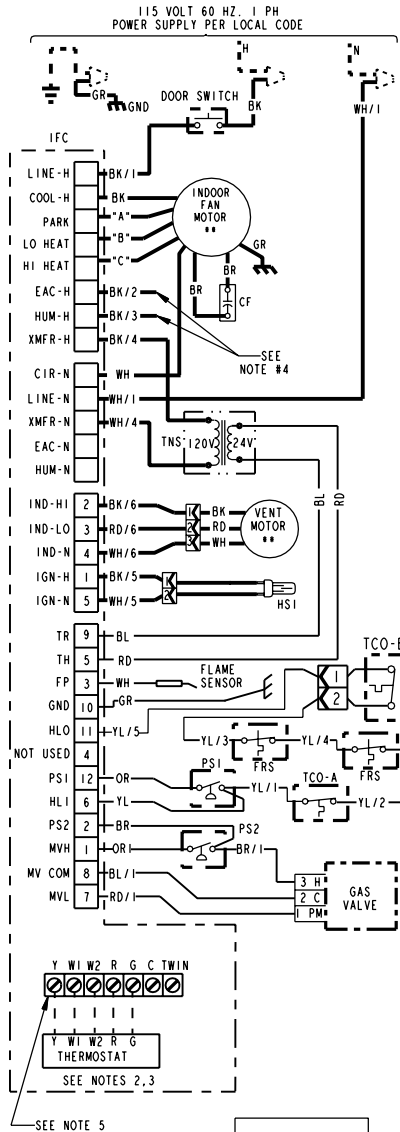 115 VOLT 60 HZ. 1 PH
POWER SUPPLY PER LOCAL CODE
H
N
GR
GND
DOOR SWITCH
BK
WH/1
IFC
LINE-H BK/1
COOL-H BK
PARK "A"
LO HEAT "B"
HI HEAT "C"
INDOOR
FAN
MOTOR
**
GR
BR
BR
CF
EAC-H BK/2
HUM-H BK/3
XMFR-H BK/4
SEE
NOTE #4
CIR-N WH
LINE-N WH/1
XMFR-N WH/4
EAC-N
HUM-N
TNS 120V 24V
BL
RD
IND-HI 2 BK/6 1 BK
IND-LO 3 RD/6 2 RD
IND-N 4 WH/6 3 WH
VENT
MOTOR
**
IGN-H 1 BK/5 1
IGN-N 5 WH/5 2
HSI
TR 9 BL
TH 5 RD
FP 3 WH
FLAME
SENSOR
GND 10 GR
HLO 11 YL/5
NOT USED 4
PS1 12 OR
HLI 6 YL
PS2 2 BR
MVH 1 OR1
MV COM 8 BL/1
MVL 7 RD/1
TCO-B
1
2
YL/3
FRS
YL/4
FRS
PS1
YL/1
TCO-A
YL/2
PS2
BR/1
3 H
2 C
1 PM
GAS
VALVE
Y W1 W2 R G C TWIN
Y W1 W2 R G
THERMOSTAT
SEE NOTES 2,3
SEE NOTE 5